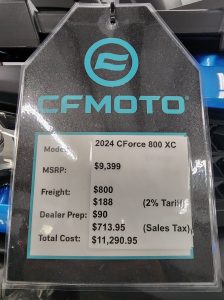 CFMOTO
Model: 2024 CForce 800 XC
MSRP: $9,399
Freight: $800
$188 (2% Tariff
Dealer Prep: $90
$713.95 (Sales Tax)
Total Cost: $11,290.95